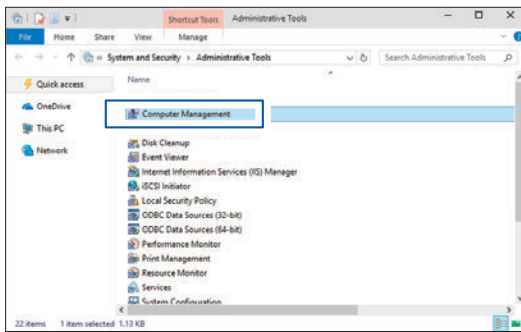 Shortcut Tools Administrative Tools
File Home Share View Manage
System and Security Administrative Tools Search Administrative Tools
Name
Quick access
OneDrive
This PC
Network
Computer Management
Disk Cleanup
Event Viewer
Internet Information Services (IIS) Manager
iSCSI Initiator
Local Security Policy
ODBC Data Sources (32-bit)
ODBC Data Sources (64-bit)
Performance Monitor
Print Management
Resource Monitor
Services
System Configuration
22 items 1 item selected 1.13 KB